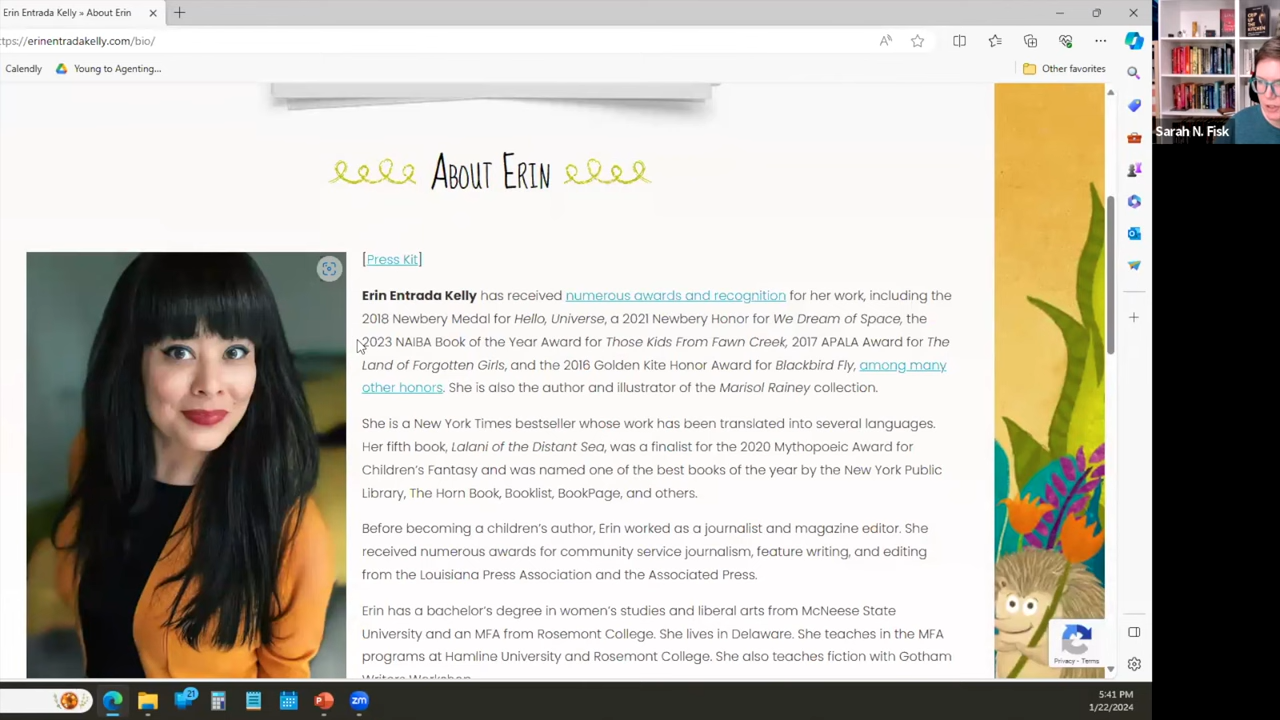 Erin Entrada Kelly » About Erin
ttps://erinentradakelly.com/bio/
Calendly
Young to Agenting...
Other favorites
Sarah N. Fisk
ABOUT ERIN
[Press Kit]
Erin Entrada Kelly has received numerous awards and recognition for her work, including the
2018 Newbery Medal for Hello, Universe, a 2021 Newbery Honor for We Dream of Space, the
2023 NAIBA Book of the Year Award for Those Kids From Fawn Creek, 2017 APALA Award for The
Land of Forgotten Girls, and the 2016 Golden Kite Honor Award for Blackbird Fly, among many
other honors. She is also the author and illustrator of the Marisol Rainey collection.
She is a New York Times bestseller whose work has been translated into several languages.
Her fifth book, Lalani of the Distant Sea, was a finalist for the 2020 Mythopoeic Award for
Children's Fantasy and was named one of the best books of the year by the New York Public
Library, The Horn Book, Booklist, BookPage, and others.
Before becoming a children's author, Erin worked as a journalist and magazine editor. She
received numerous awards for community service journalism, feature writing, and editing
from the Louisiana Press Association and the Associated Press.
Erin has a bachelor's degree in women's studies and liberal arts from McNeese State
University and an MFA from Rosemont College. She lives in Delaware. She teaches in the MFA
programs at Hamline University and Rosemont College. She also teaches fiction with Gotham
Writers Workshop.
Privacy - Terms
21
zm
5:41 PM
1/22/2024